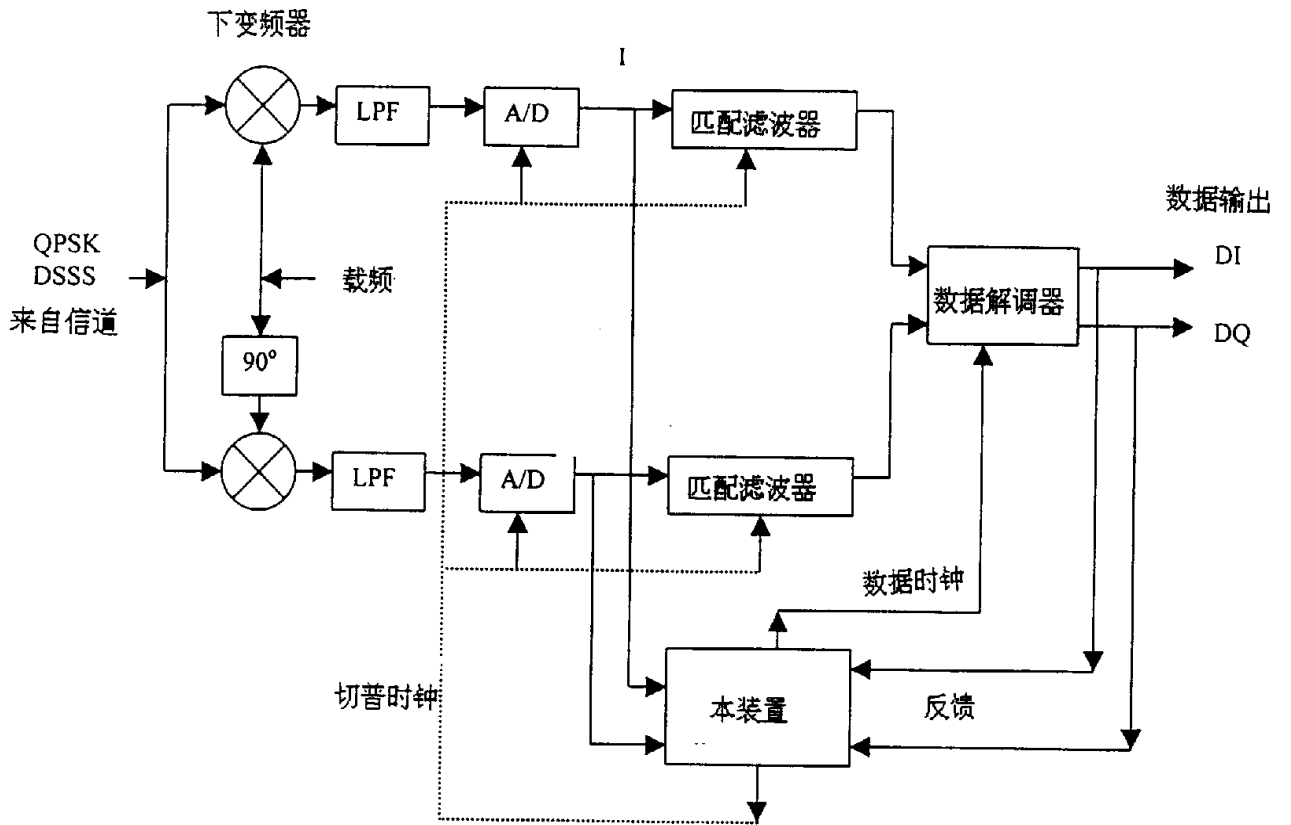 下变频器
I
LPF
A/D
匹配滤波器
数据输出
QPSK
DSSS
来自信道
载频
90°
数据解调器
DI
DQ
LPF
A/D
匹配滤波器
数据时钟
切普时钟
本装置
反馈